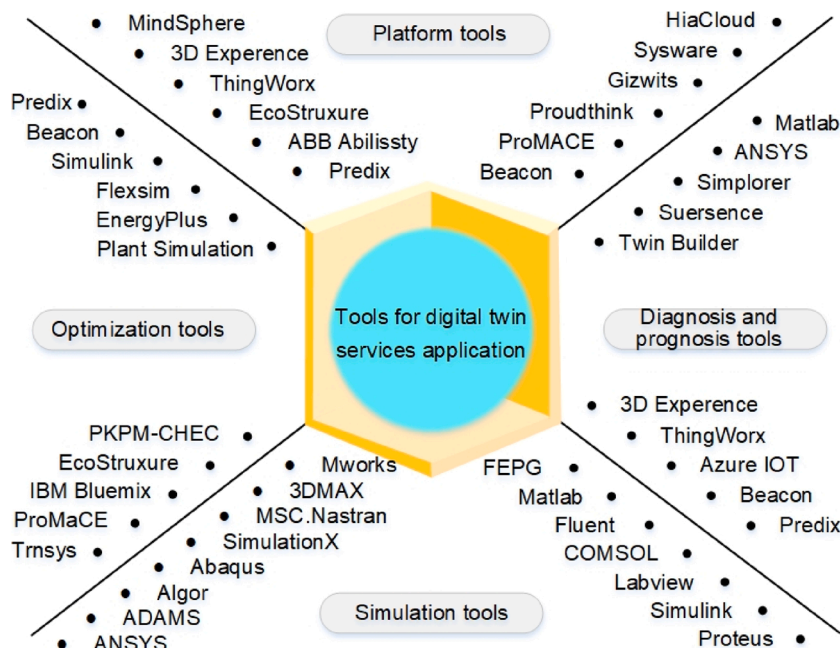 Platform tools
MindSphere
3D Experence
ThingWorx
EcoStruxure
ABB Abilissty
Predix
HiaCloud
Sysware
Gizwits
Proudthink
ProMACE
Beacon
Predix
Beacon
Simulink
Flexsim
EnergyPlus
Plant Simulation
Matlab
ANSYS
Simplorer
Suersence
Twin Builder
Optimization tools
Tools for digital twin
services application
Diagnosis and
prognosis tools
PKPM-CHEC
EcoStruxure
IBM Bluemix
ProMaCE
Trnsys
Mworks
3DMAX
MSC.Nastran
SimulationX
Abaqus
Algor
ADAMS
ANSYS
FEPG
Matlab
Fluent
COMSOL
Labview
Simulink
Proteus
3D Experence
ThingWorx
Azure IOT
Beacon
Predix
Simulation tools